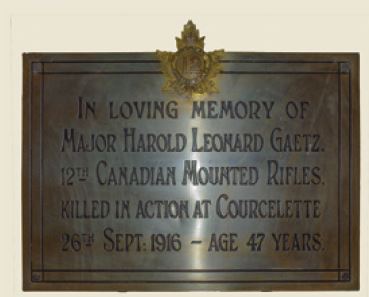 IN LOVING MEMORY OF
MAJOR HAROLD LEONARD GAETZ.
12TH CANADIAN MOUNTED RIFLES.
KILLED IN ACTION AT COURCELETTE
26TH SEPT: 1916 – AGE 47 YEARS.